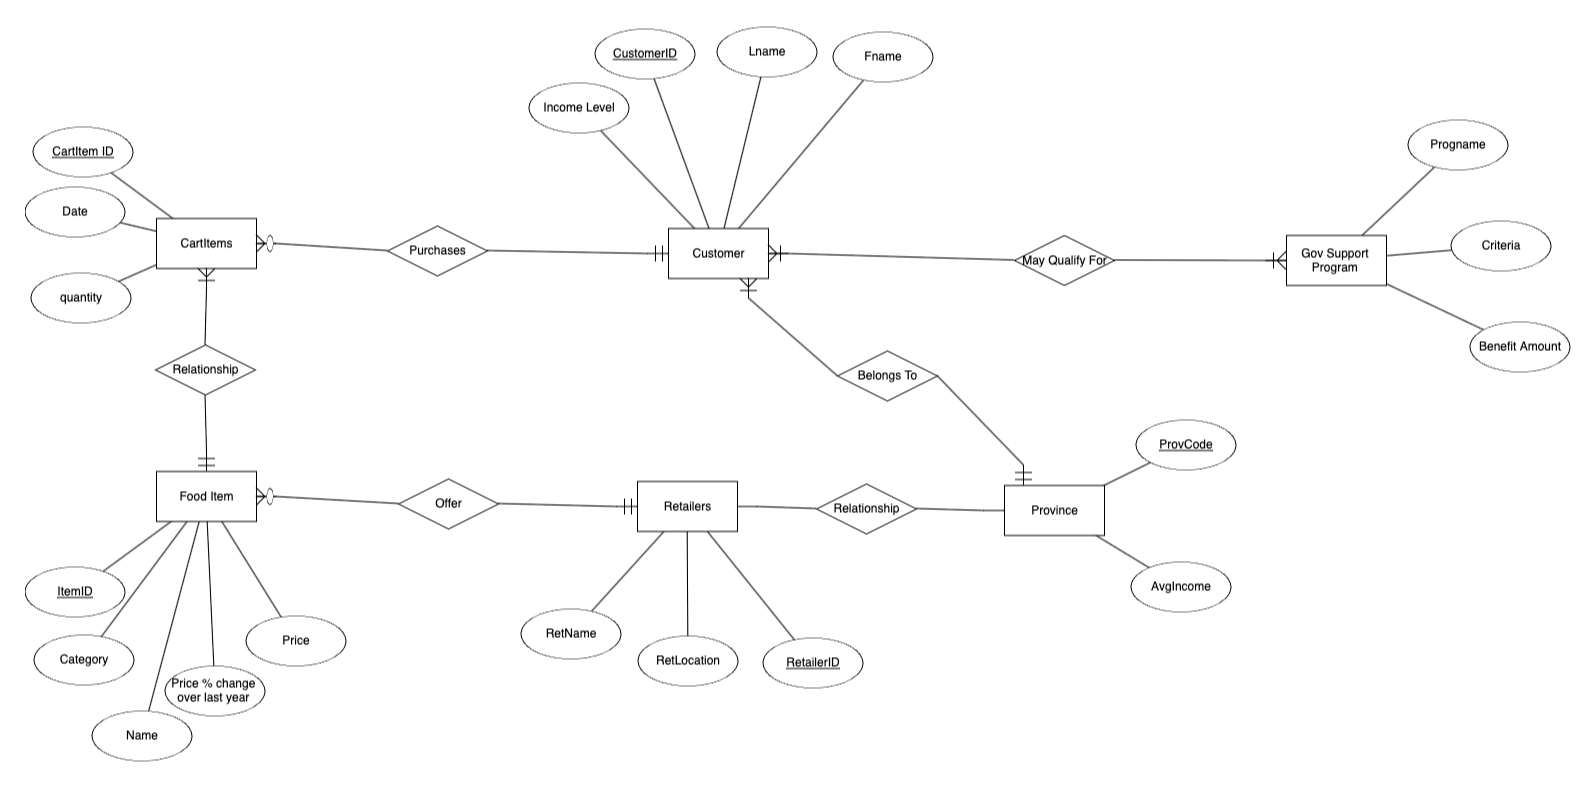 CustomerID
Lname
Fname
Income Level
CartItem ID
Progname
Date
CartItems
Purchases
Customer
May Qualify For
Gov Support
Program
Criteria
quantity
Benefit Amount
Relationship
Belongs To
ProvCode
Food Item
Offer
Retailers
Relationship
Province
ItemID
AvgIncome
Category
Price
RetName
RetLocation
RetailerID
Price % change
over last year
Name